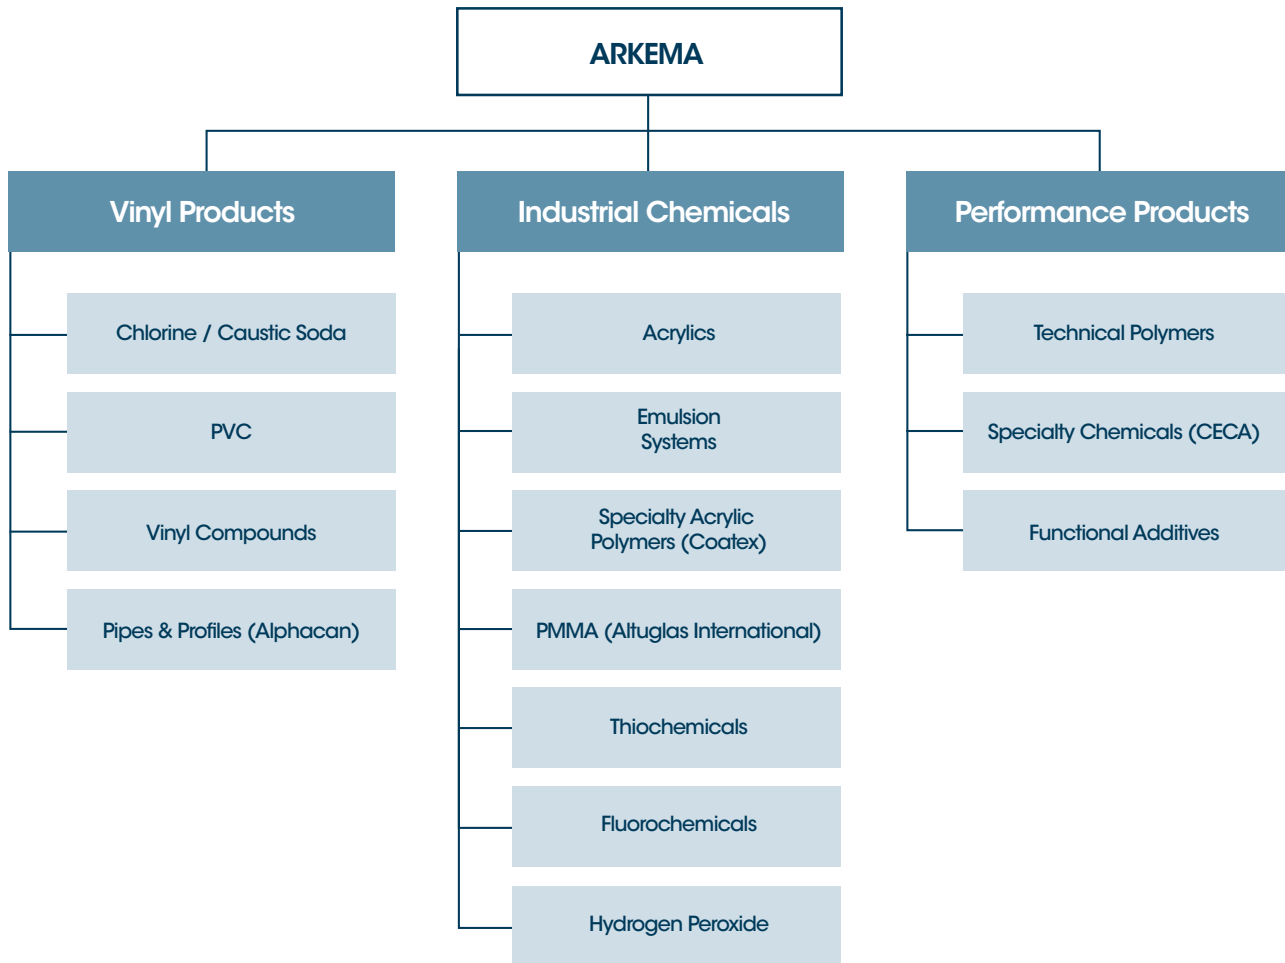 ARKEMA
Vinyl Products
Chlorine / Caustic Soda
PVC
Vinyl Compounds
Pipes & Profiles (Alphacan)
Industrial Chemicals
Acrylics
Emulsion
Systems
Specialty Acrylic
Polymers (Coatex)
PMMA (Altuglas International)
Thiochemicals
Fluorochemicals
Hydrogen Peroxide
Performance Products
Technical Polymers
Specialty Chemicals (CECA)
Functional Additives